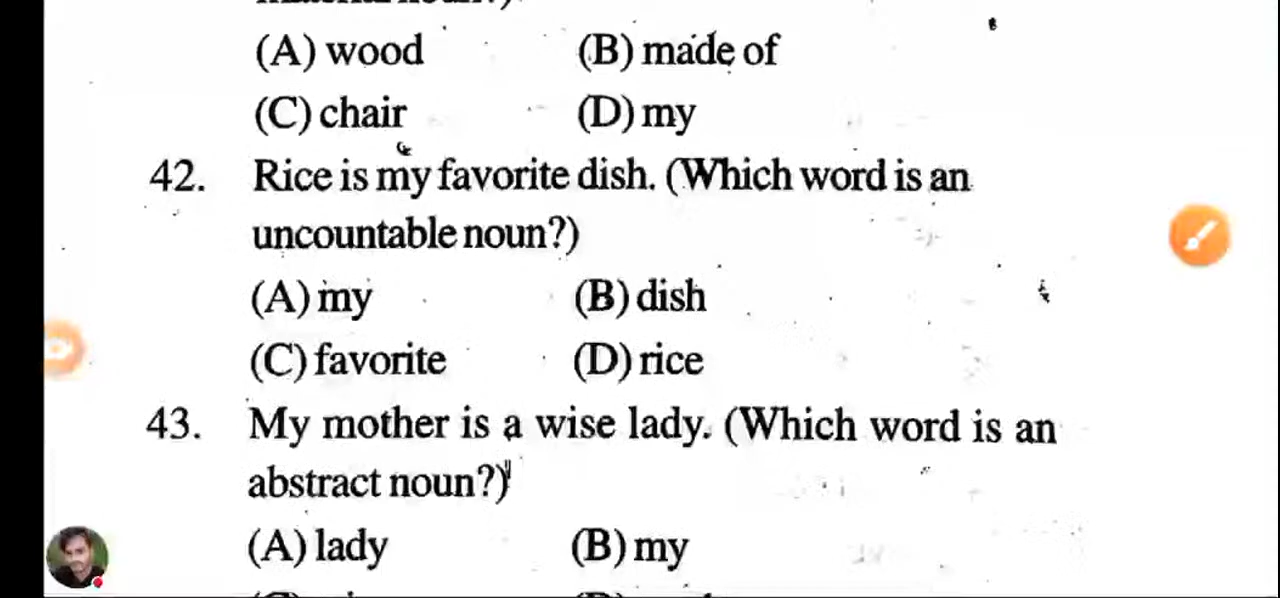 (A) wood (B) made of
(C) chair (D) my
42. Rice is my favorite dish. (Which word is an
uncountable noun?)
(A) my (B) dish
(C) favorite (D) rice
43. My mother is a wise lady. (Which word is an
abstract noun?)
(A) lady (B) my